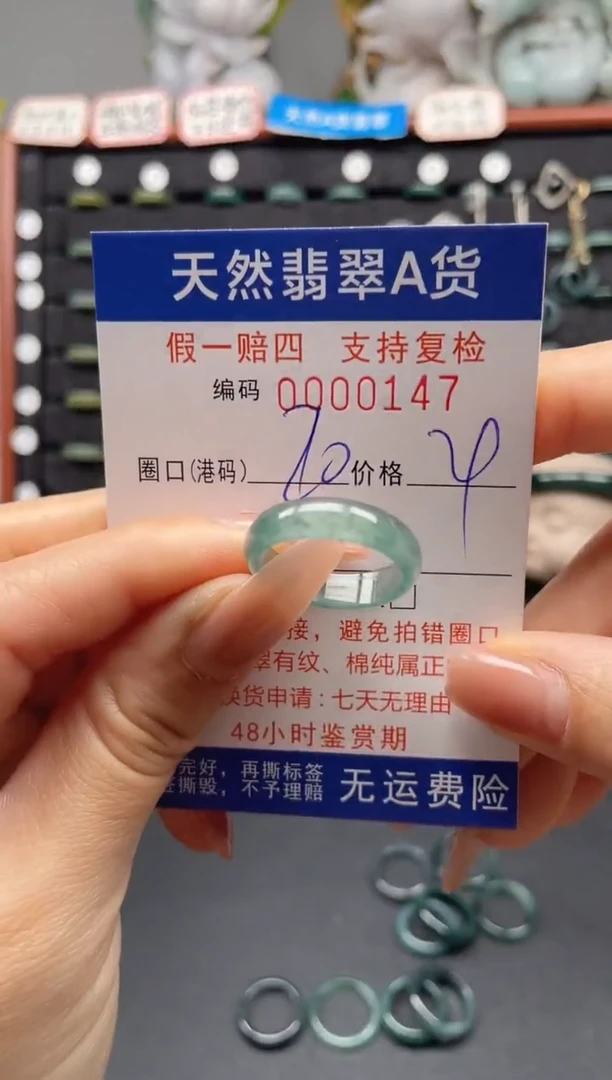 天然翡翠A货
假一赔四 支持复检
编码 0000147
圈口(港码) 20 价格 4
接，避免拍错圈口
有纹、棉纯属正
换货申请：七天无理由
48小时鉴赏期
完好，再撕标签
撕毁，不予理赔
无运费险